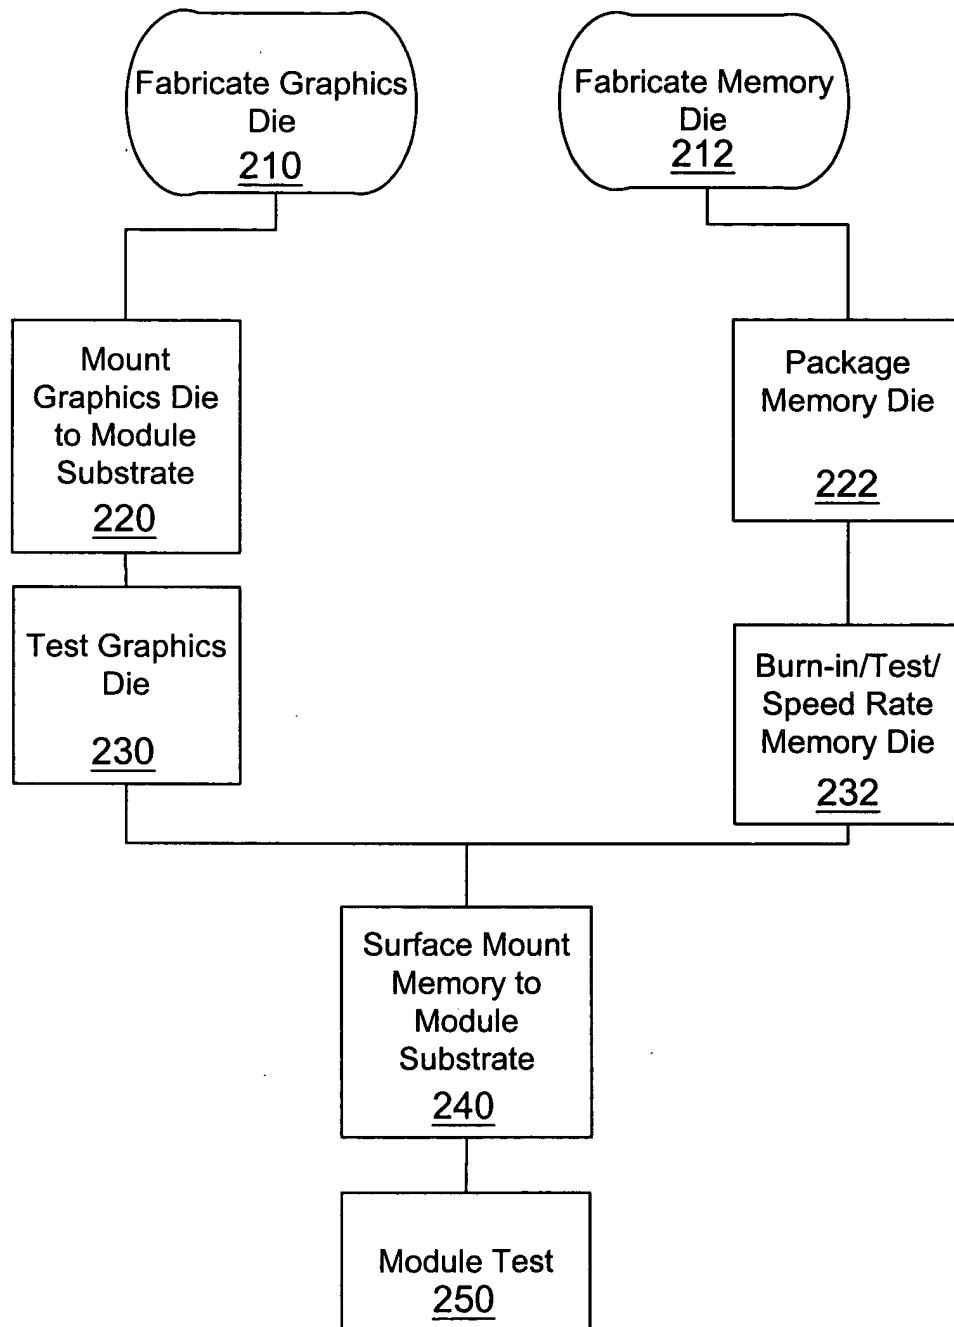 Fabricate Graphics
Die
210
Fabricate Memory
Die
212
Mount
Graphics Die
to Module
Substrate
220
Package
Memory Die
222
Test Graphics
Die
230
Burn-in/Test/
Speed Rate
Memory Die
232
Surface Mount
Memory to
Module
Substrate
240
Module Test
250